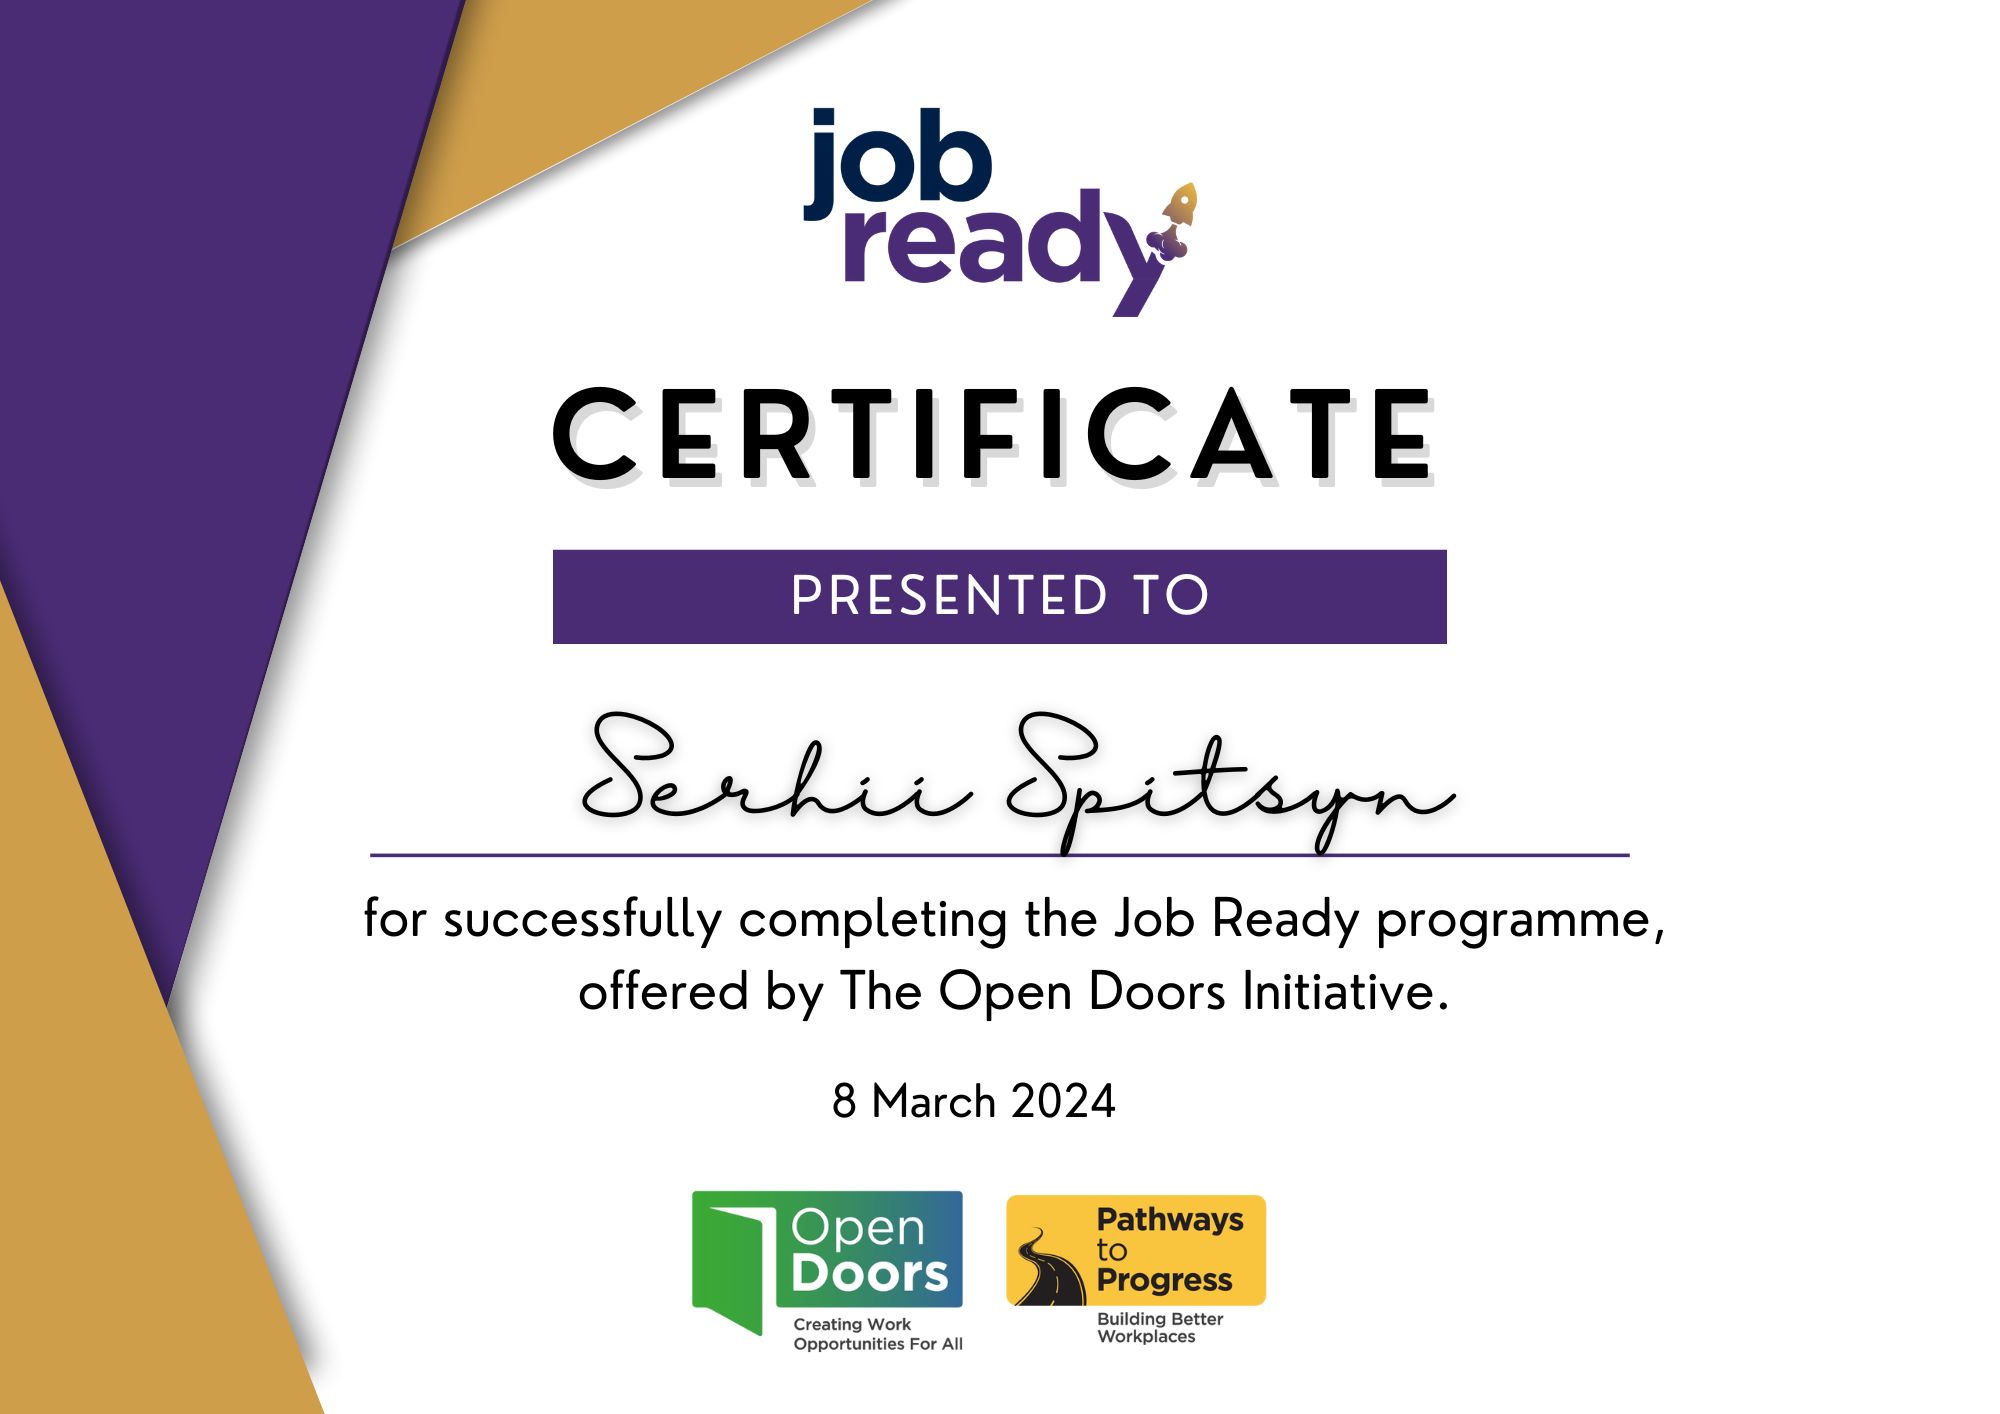 job
ready
CERTIFICATE
PRESENTED TO
Serhii Spitsyn
for successfully completing the Job Ready programme,
offered by The Open Doors Initiative.
8 March 2024
Open
Doors
Creating Work
Opportunities For All
Pathways
to
Progress
Building Better
Workplaces